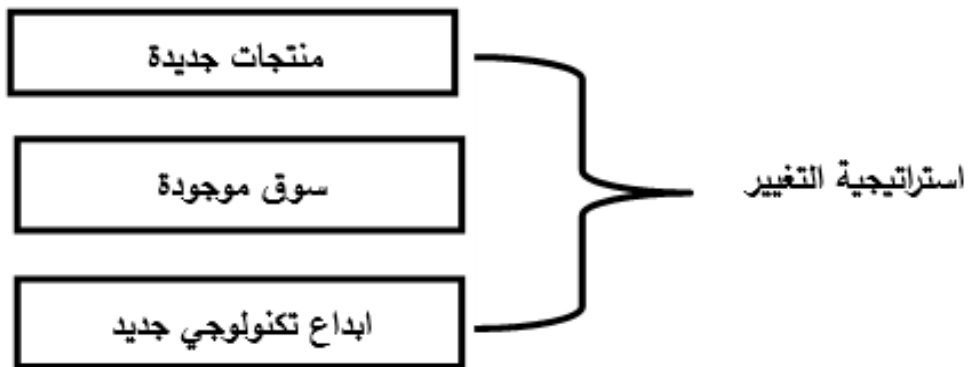 منتجات جديدة
سوق موجودة
استراتيجية التغيير
ابداع تكنولوجي جديد